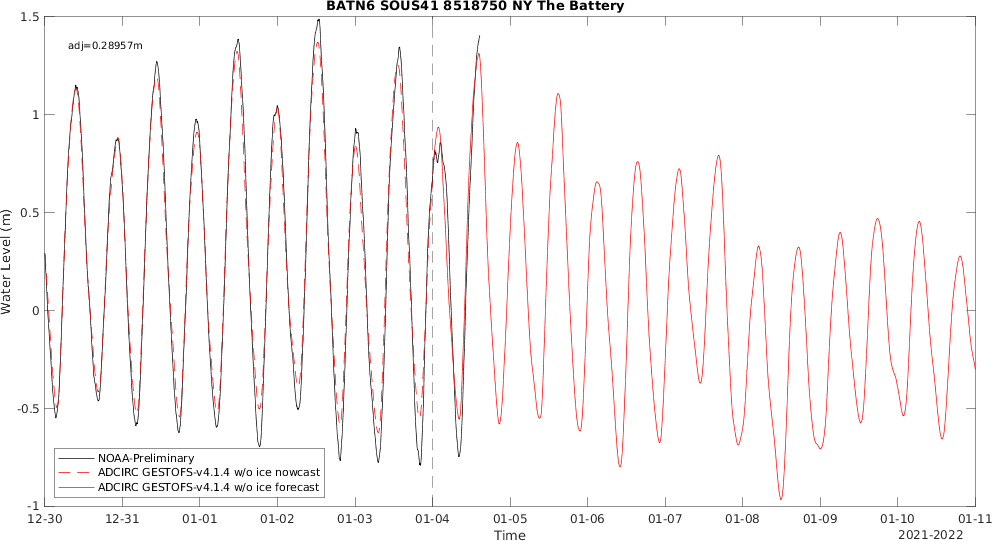 BATN6 SOUS41 8518750 NY The Battery
adj=0.28957m
1.5
1
0.5
0
-0.5
-1
Water Level (m)
NOAA-Preliminary
ADCIRC GESTOFS-v4.1.4 w/o ice nowcast
ADCIRC GESTOFS-v4.1.4 w/o ice forecast
12-30 12-31 01-01 01-02 01-03 01-04 01-05 01-06 01-07 01-08 01-09 01-10 01-11
Time
2021-2022